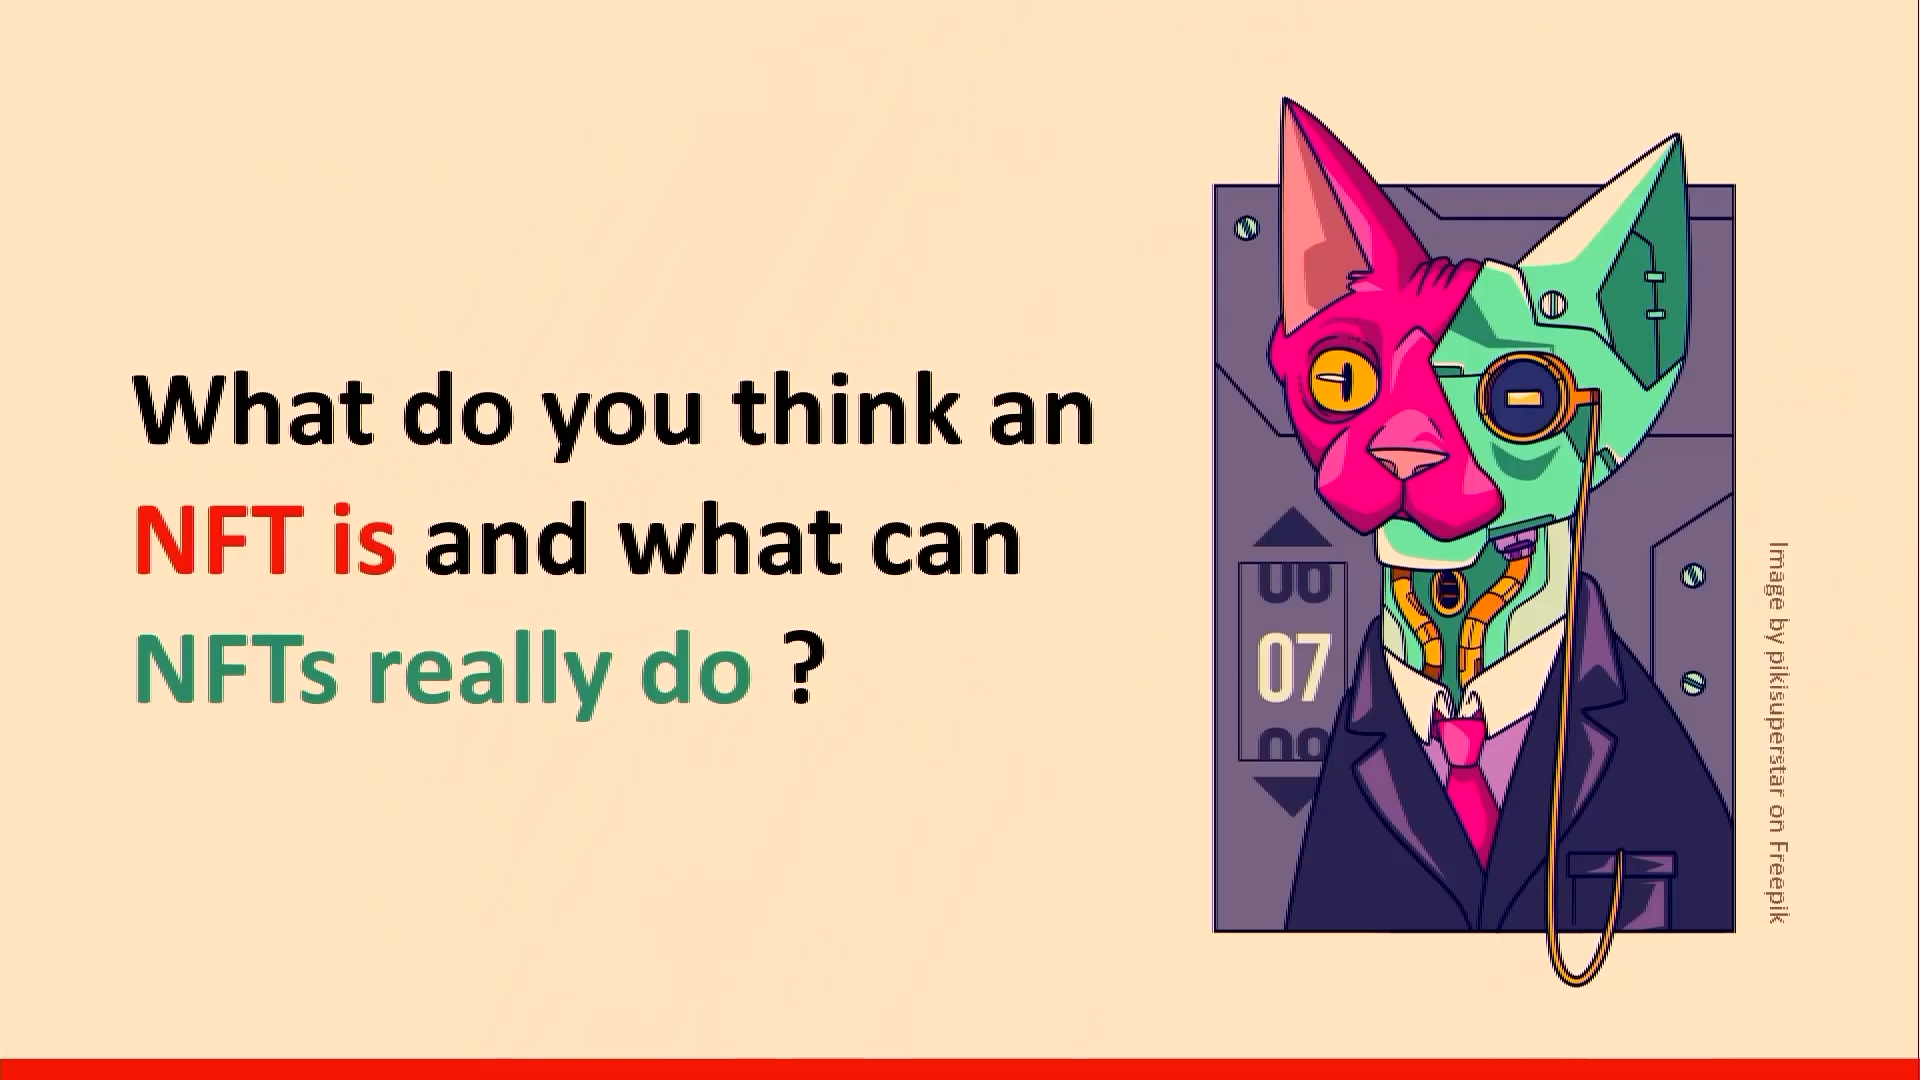 What do you think an
NFT is and what can
NFTs really do ?
07
Image by pikisuperstar on Freepik